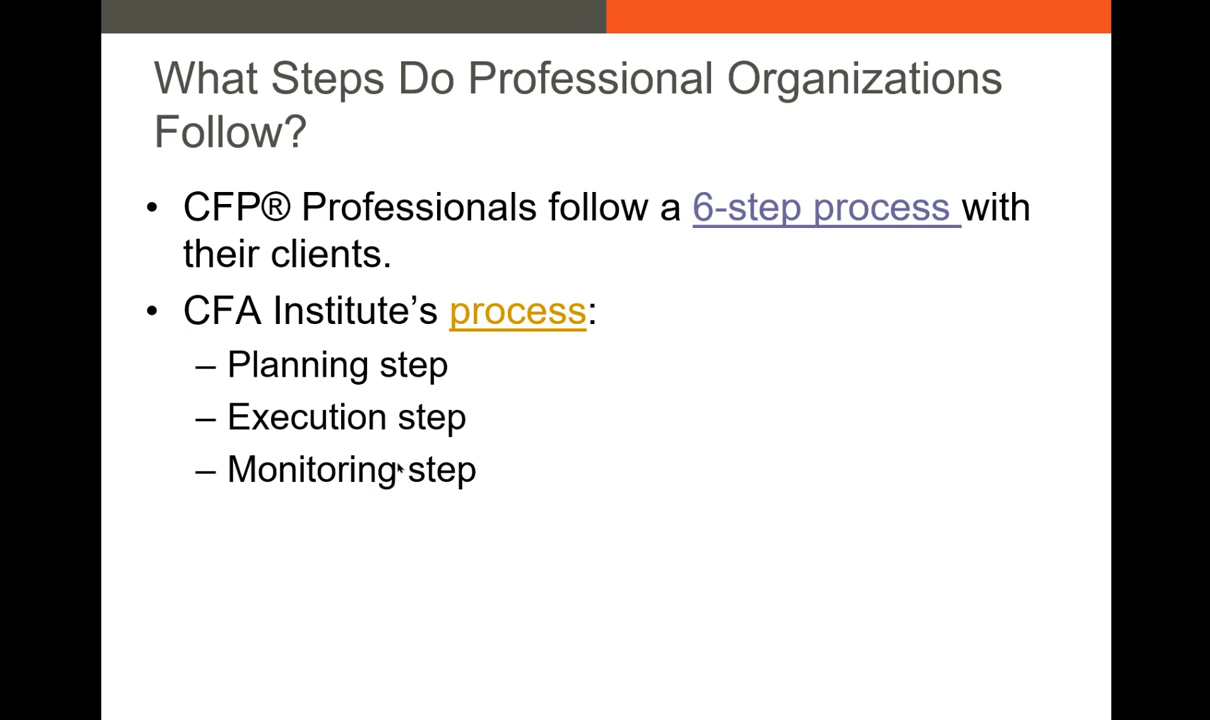 What Steps Do Professional Organizations
Follow?
• CFP® Professionals follow a 6-step process with
their clients.
• CFA Institute’s process:
– Planning step
– Execution step
– Monitoring step